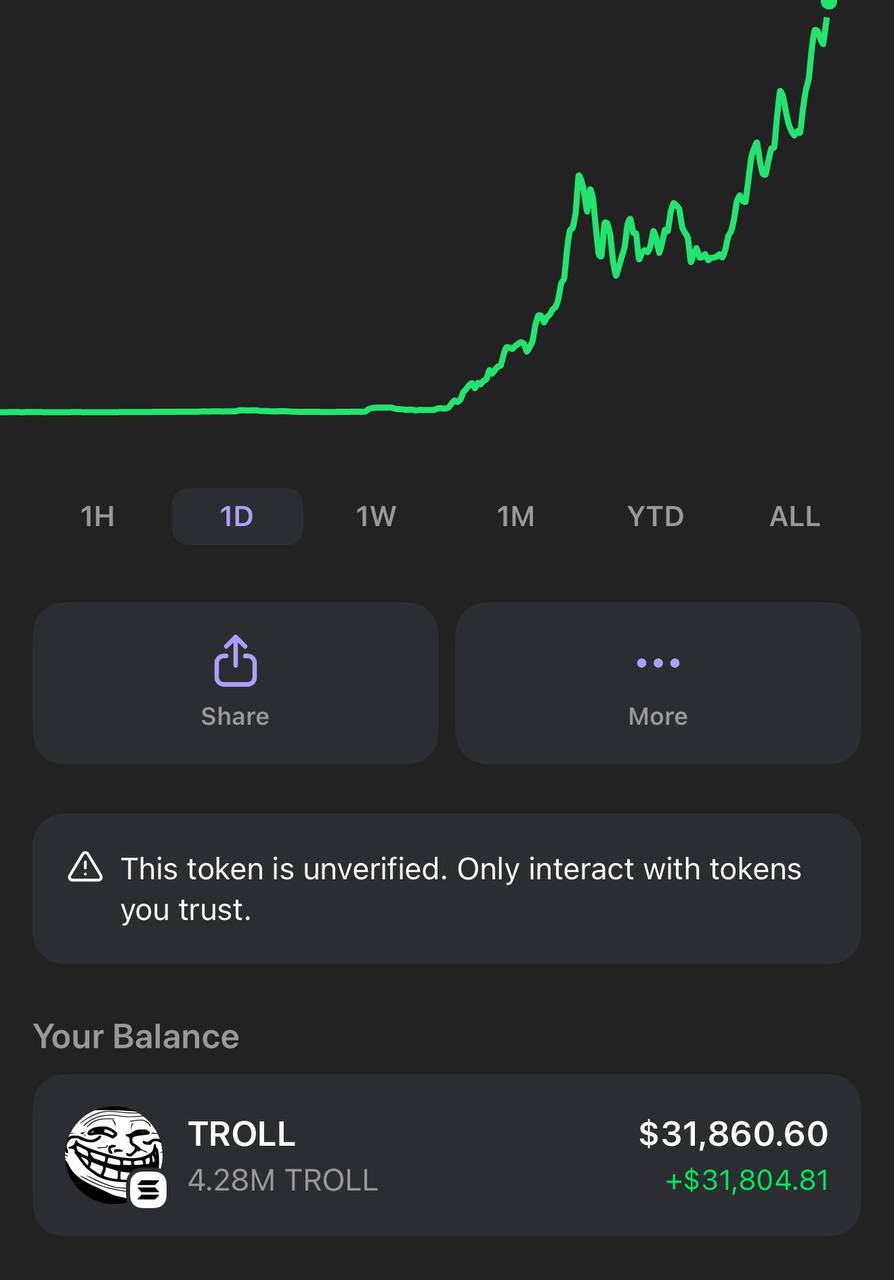 1H 1D 1W 1M YTD ALL
Share
More
This token is unverified. Only interact with tokens
you trust.
Your Balance
TROLL $31,860.60
4.28M TROLL +$31,804.81